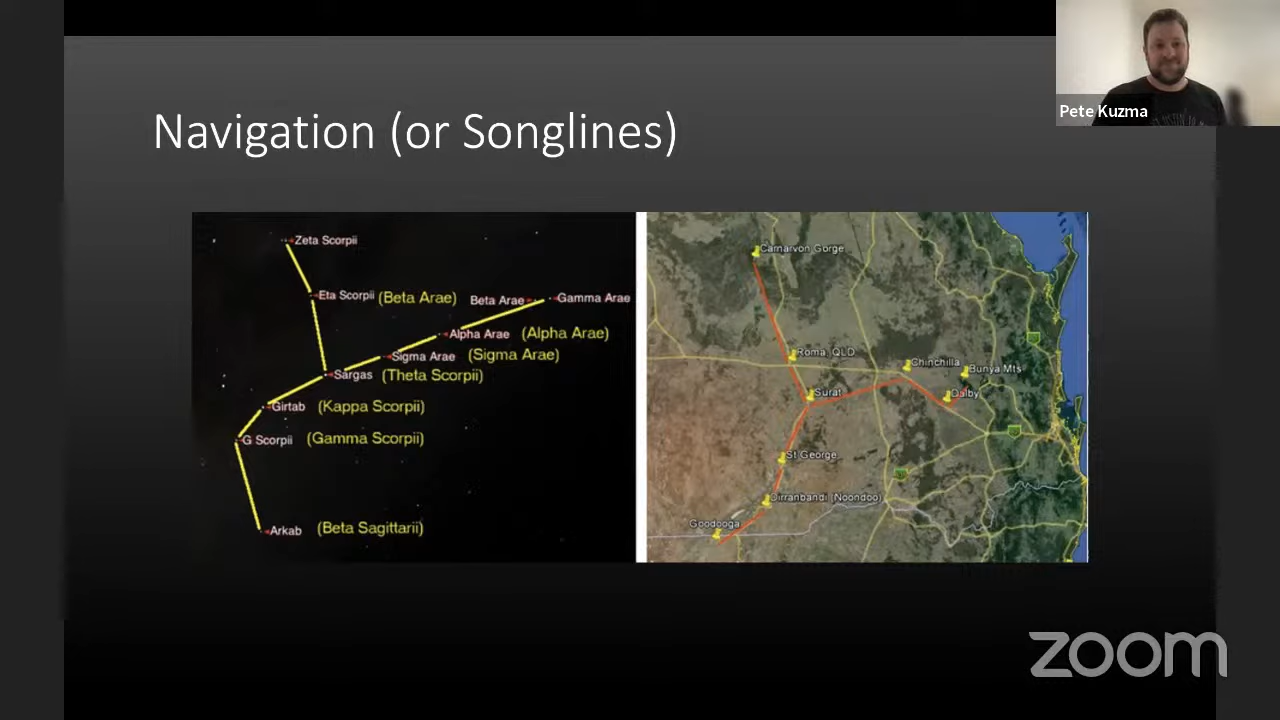 Pete Kuzma
Navigation (or Songlines)
Zeta Scorpii
Eta Scorpii (Beta Arae)
Beta Arae
Gamma Arae
Alpha Arae (Alpha Arae)
Sigma Arae (Sigma Arae)
Sargas (Theta Scorpii)
Girtab (Kappa Scorpii)
G Scorpii (Gamma Scorpii)
Arkab (Beta Sagittarii)
Carnarvon Gorge
Roma, QLD
Chinchilla
Bunya Mts
Surat
Dalby
St George
Dirranbandi (Noondoo)
Goodooga
zoom